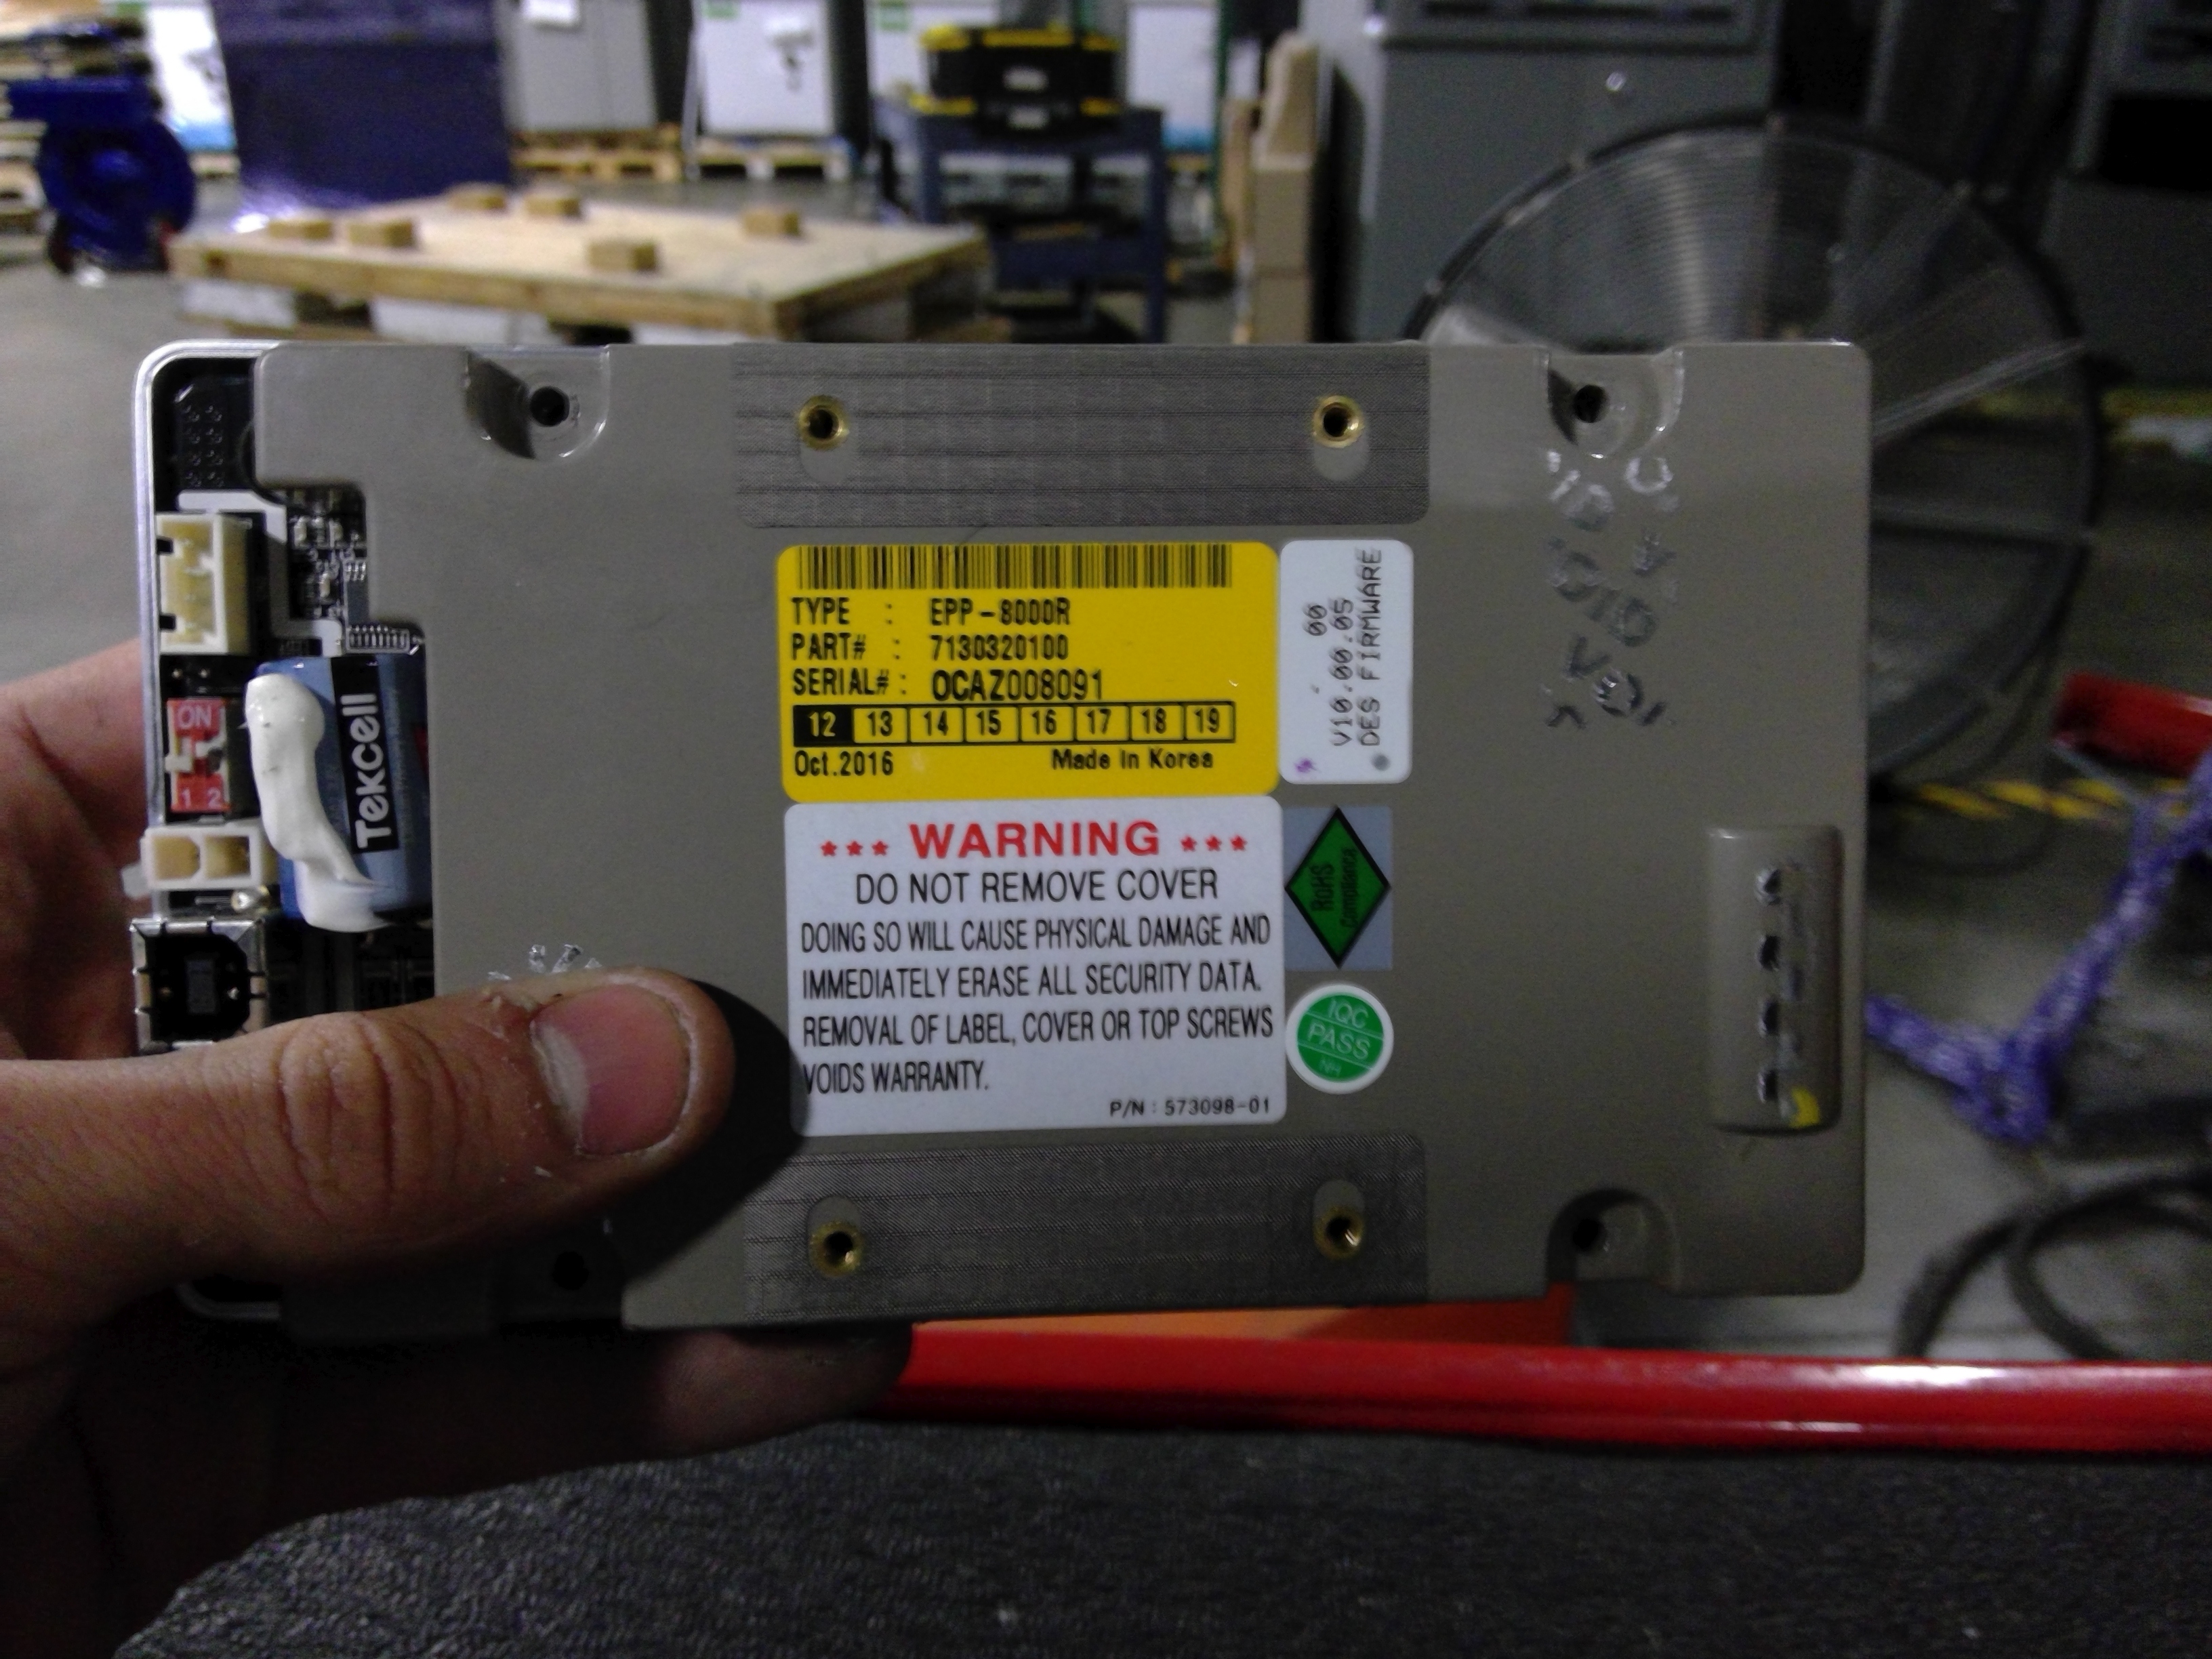 TYPE : EPP-8000R
PART# : 7130320100
SERIAL# : OCAZ008091
12 13 14 15 16 17 18 19
Oct.2016 Made in Korea
V10.00.05
00
DES FIRMWARE
*** WARNING ***
DO NOT REMOVE COVER
DOING SO WILL CAUSE PHYSICAL DAMAGE AND
IMMEDIATELY ERASE ALL SECURITY DATA.
REMOVAL OF LABEL, COVER OR TOP SCREWS
VOIDS WARRANTY.
P/N : 573098-01
RoHS
Compliance
IQC
PASS
NH
ON
1 2
Tekcell
VOID